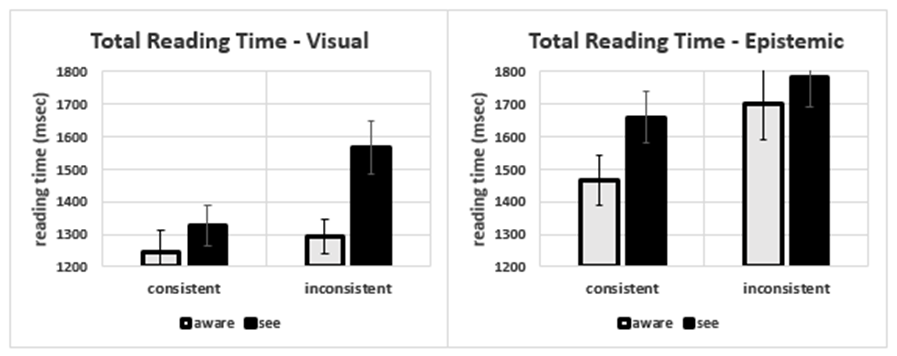 Total Reading Time - Visual
reading time (msec)
1800
1700
1600
1500
1400
1300
1200
consistent inconsistent
aware see
Total Reading Time - Epistemic
reading time (msec)
1800
1700
1600
1500
1400
1300
1200
consistent inconsistent
aware see